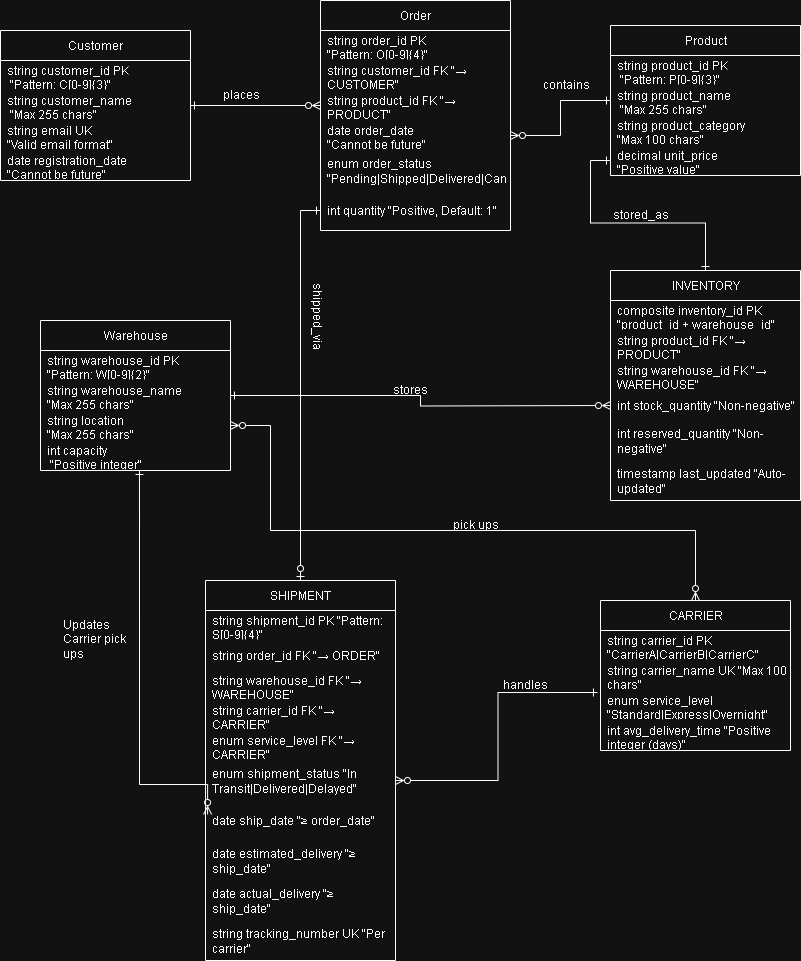 Order
string order_id PK
"Pattern: O[0-9]{4}"
string customer_id FK "→
CUSTOMER"
string product_id FK "→
PRODUCT"
date order_date
"Cannot be future"
enum order_status
"Pending|Shipped|Delivered|Can
int quantity "Positive, Default: 1"
Customer
string customer_id PK
"Pattern: C[0-9]{3}"
string customer_name
"Max 255 chars"
string email UK
"Valid email format"
date registration_date
"Cannot be future"
places
contains
Product
string product_id PK
"Pattern: P[0-9]{3}"
string product_name
"Max 255 chars"
string product_category
"Max 100 chars"
decimal unit_price
"Positive value"
stored_as
shipped_via
INVENTORY
composite inventory_id PK
"product_id + warehouse_id"
string product_id FK "→
PRODUCT"
string warehouse_id FK "→
WAREHOUSE"
int stock_quantity "Non-negative"
int reserved_quantity "Non-
negative"
timestamp last_updated "Auto-
updated"
Warehouse
string warehouse_id PK
"Pattern: W[0-9]{2}"
string warehouse_name
"Max 255 chars"
string location
"Max 255 chars"
int capacity
"Positive integer"
stores
pick ups
Updates
Carrier pick
ups
SHIPMENT
string shipment_id PK "Pattern:
S[0-9]{4}"
string order_id FK "→ ORDER"
string warehouse_id FK "→
WAREHOUSE"
string carrier_id FK "→
CARRIER"
enum service_level FK "→
CARRIER"
enum shipment_status "In
Transit|Delivered|Delayed"
date ship_date "≥ order_date"
date estimated_delivery "≥
ship_date"
date actual_delivery "≥
ship_date"
string tracking_number UK "Per
carrier"
handles
CARRIER
string carrier_id PK
"CarrierA|CarrierB|CarrierC"
string carrier_name UK "Max 100
chars"
enum service_level
"Standard|Express|Overnight"
int avg_delivery_time "Positive
integer (days)"